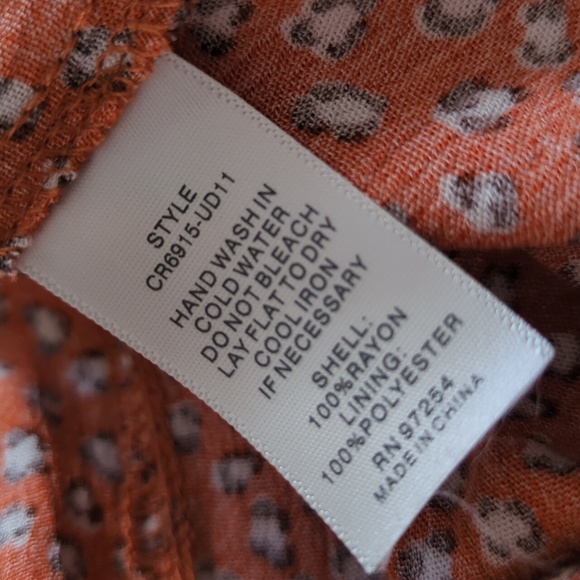 STYLE
CR6915-UD11
HAND WASH IN
COLD WATER
DO NOT BLEACH
LAY FLAT TO DRY
COOL IRON
IF NECESSARY
SHELL:
100%RAYON
LINING:
100%POLYESTER
RN 97254
MADE IN CHINA